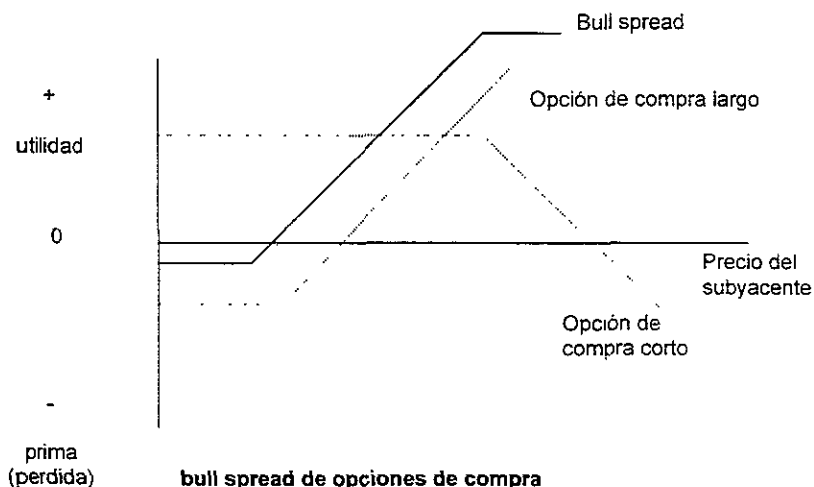 Bull spread
+
Opción de compra largo
utilidad
0
Precio del
subyacente
Opción de
compra corto
-
prima
(perdida)
bull spread de opciones de compra